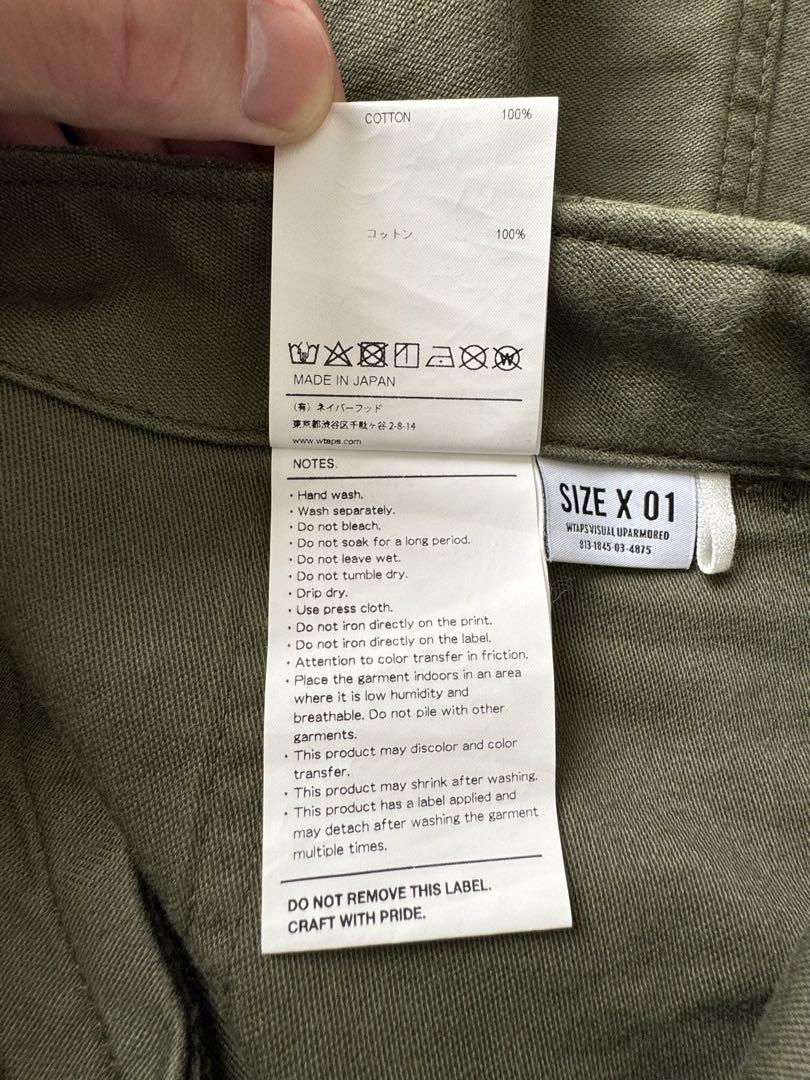 COTTON 100%
コットン 100%
MADE IN JAPAN
(有) ネイバーフッド
東京都渋谷区千駄ヶ谷 2-8-14
www.wtaps.com
NOTES.
・Hand wash.
・Wash separately.
・Do not bleach.
・Do not soak for a long period.
・Do not leave wet.
・Do not tumble dry.
・Drip dry.
・Use press cloth.
・Do not iron directly on the print.
・Do not iron directly on the label.
・Attention to color transfer in friction.
・Place the garment indoors in an area
where it is low humidity and
breathable. Do not pile with other
garments.
・This product may discolor and color
transfer.
・This product may shrink after washing.
・This product has a label applied and
may detach after washing the garment
multiple times.
DO NOT REMOVE THIS LABEL.
CRAFT WITH PRIDE.
SIZE X 01
WTAPSVISUAL UPARMORED
813-1845-03-4875